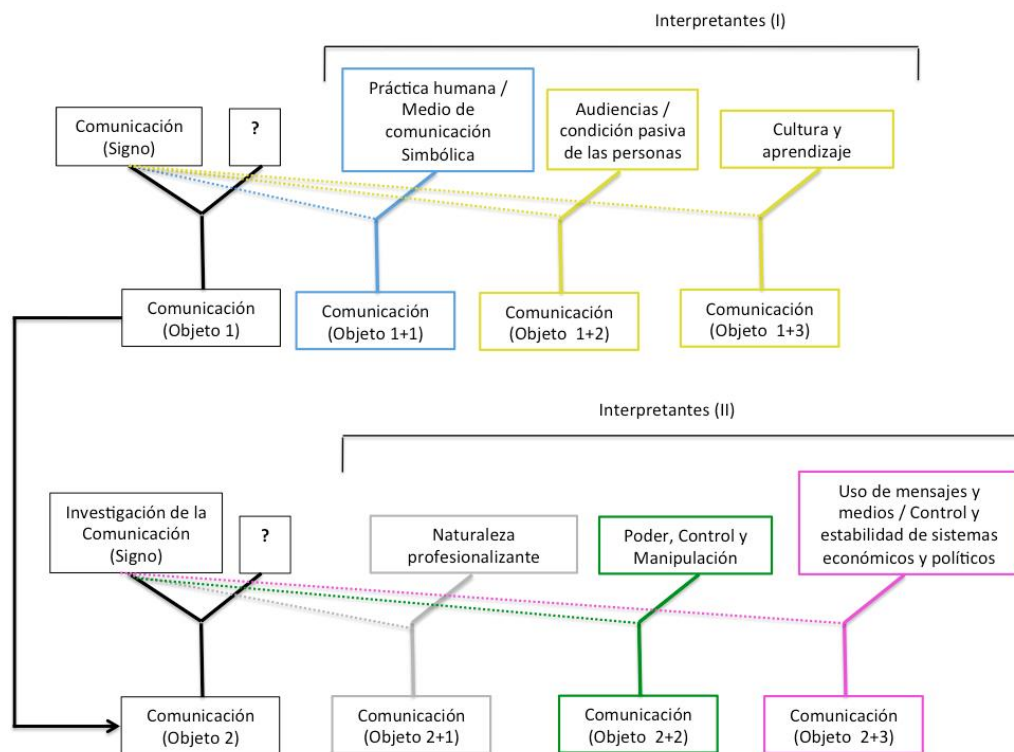 Interpretantes (I)
Comunicación
(Signo)
?
Práctica humana /
Medio de
comunicación
Simbólica
Audiencias /
condición pasiva
de las personas
Cultura y
aprendizaje
Comunicación
(Objeto 1)
Comunicación
(Objeto 1+1)
Comunicación
(Objeto 1+2)
Comunicación
(Objeto 1+3)
Interpretantes (II)
Investigación de la
Comunicación
(Signo)
?
Naturaleza
profesionalizante
Poder, Control y
Manipulación
Uso de mensajes y
medios / Control y
estabilidad de sistemas
económicos y políticos
Comunicación
(Objeto 2)
Comunicación
(Objeto 2+1)
Comunicación
(Objeto 2+2)
Comunicación
(Objeto 2+3)